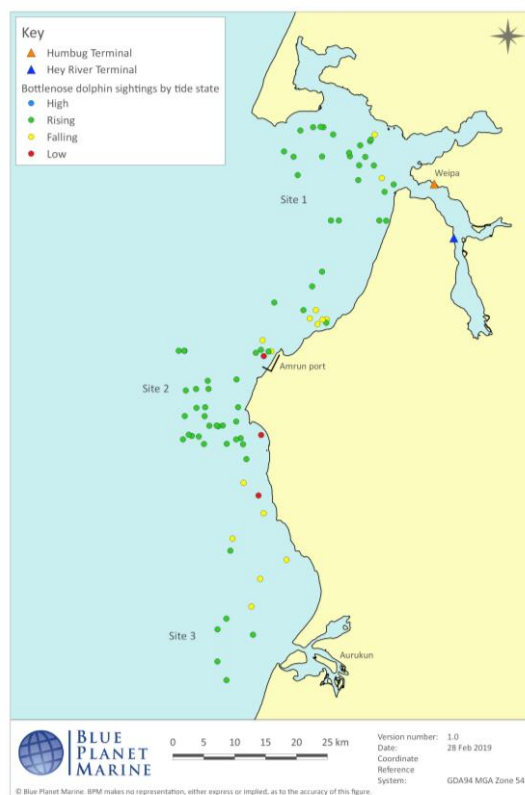 Key
Humbug Terminal
Hey River Terminal
Bottlenose dolphin sightings by tide state
High
Rising
Falling
Low
Weipa
Site 1
Amrun port
Site 2
Site 3
Aurukun
BLUE
PLANET
MARINE
0 5 10 15 20 25 km
Version number: 1.0
Date: 28 Feb 2019
Coordinate
Reference
System: GDA94 MGA Zone 54
© Blue Planet Marine. BPM makes no representation, either express or implied, as to the accuracy of this figure.